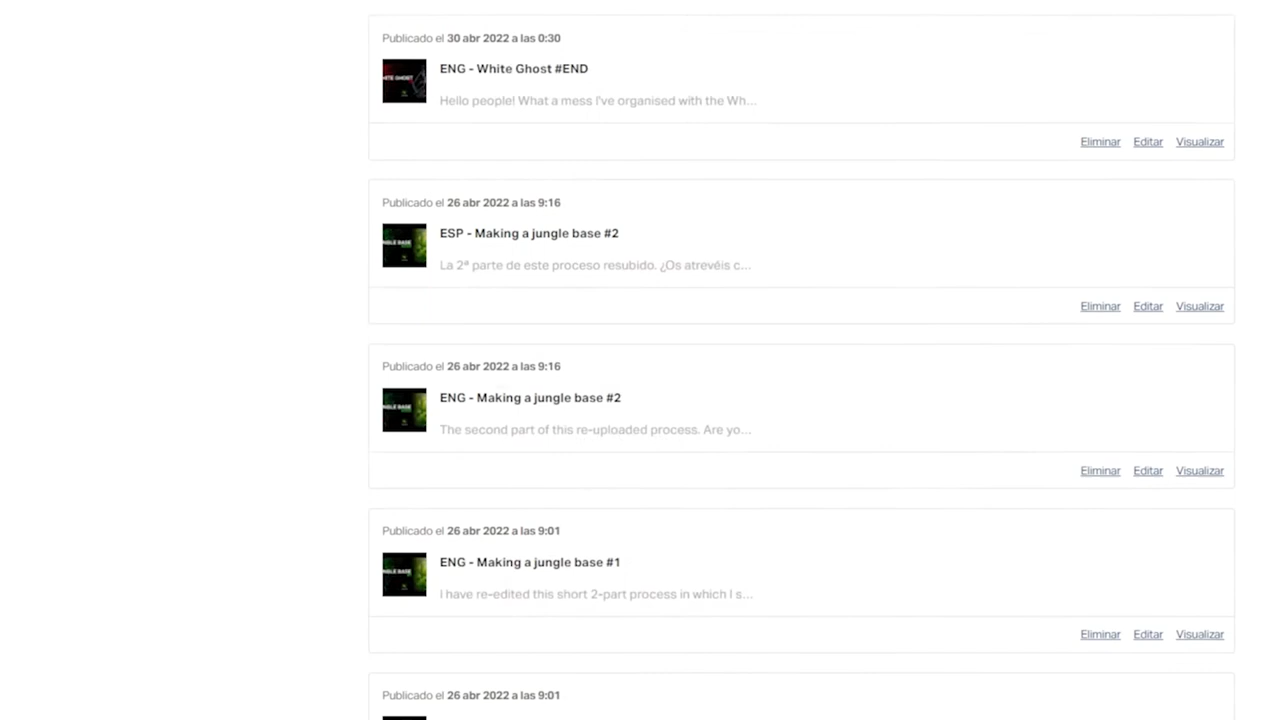 Publicado el 30 abr 2022 a las 0:30
ENG - White Ghost #END
Hello people! What a mess I've organised with the Wh...
Eliminar Editar Visualizar
Publicado el 26 abr 2022 a las 9:16
ESP - Making a jungle base #2
La 2ª parte de este proceso resubido. ¿Os atrevéis c...
Eliminar Editar Visualizar
Publicado el 26 abr 2022 a las 9:16
ENG - Making a jungle base #2
The second part of this re-uploaded process. Are yo...
Eliminar Editar Visualizar
Publicado el 26 abr 2022 a las 9:01
ENG - Making a jungle base #1
I have re-edited this short 2-part process in which I s...
Eliminar Editar Visualizar
Publicado el 26 abr 2022 a las 9:01